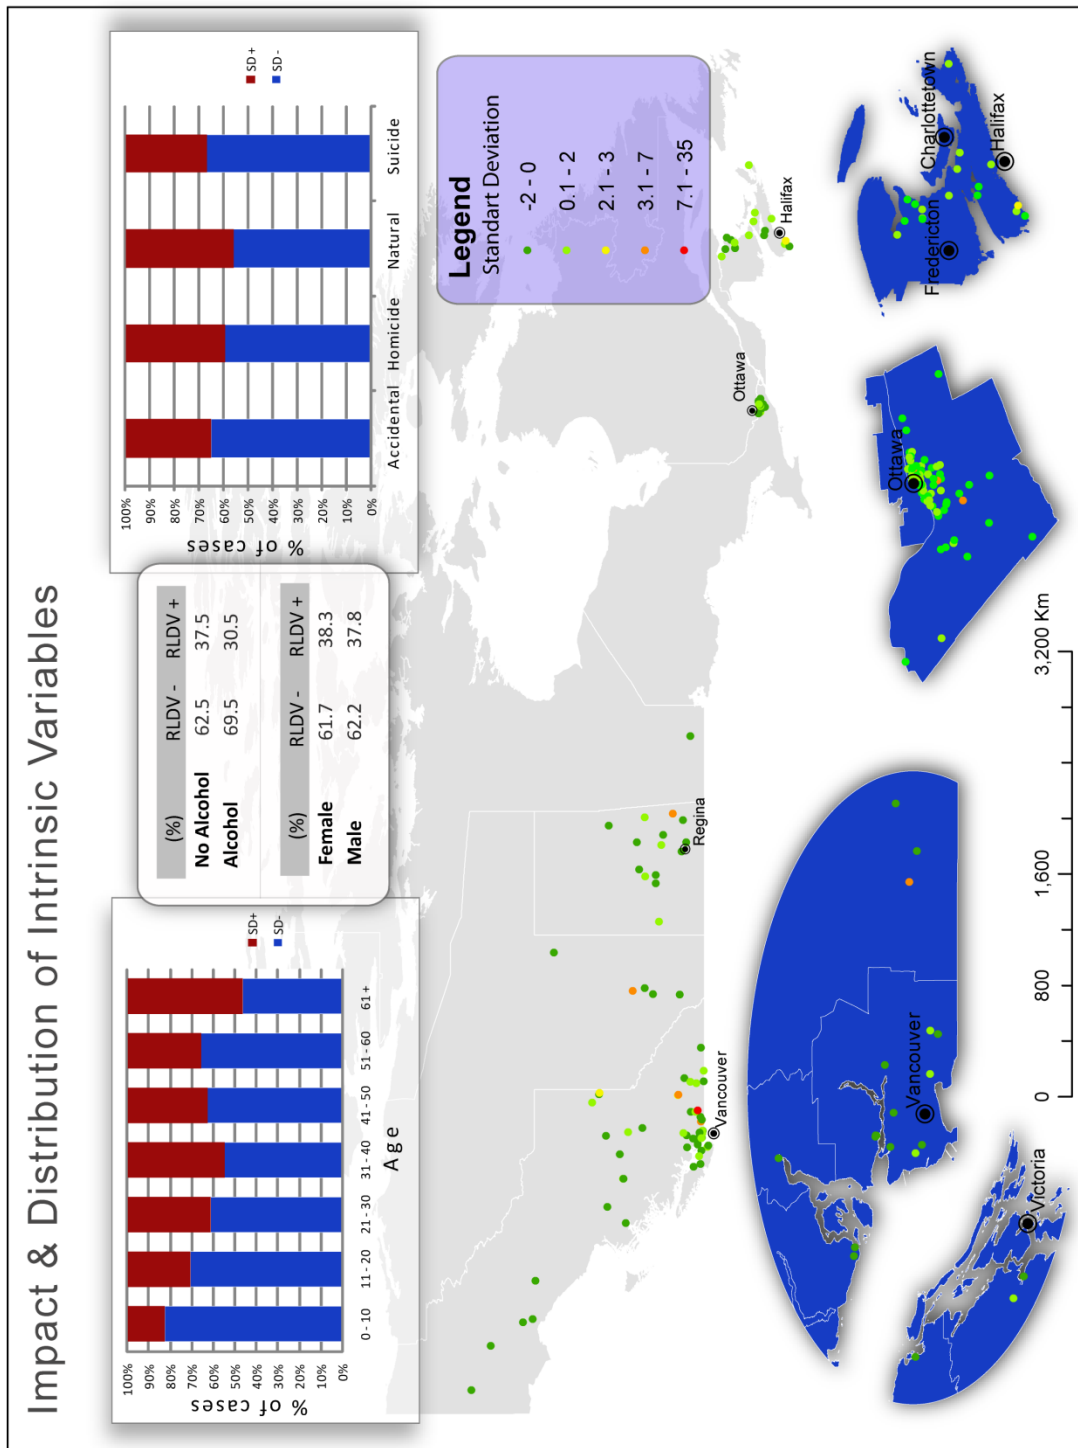 Impact & Distribution of Intrinsic Variables
100%
90%
80%
70%
60%
50%
40%
30%
20%
10%
0%
% of cases
0 - 10
11 - 20
21 - 30
31 - 40
41 - 50
51 - 60
61 +
Age
SD+
SD-
(%) RLDV - RLDV +
No Alcohol 62.5 37.5
Alcohol 69.5 30.5
(%) RLDV - RLDV +
Female 61.7 38.3
Male 62.2 37.8
100%
90%
80%
70%
60%
50%
40%
30%
20%
10%
0%
% of cases
Accidental
Homicide
Natural
Suicide
SD +
SD -
Legend
Standart Deviation
-2 - 0
0.1 - 2
2.1 - 3
3.1 - 7
7.1 - 35
Vancouver
Regina
Ottawa
Halifax
Victoria
Vancouver
Ottawa
Fredericton
Charlottetown
Halifax
0 800 1,600 3,200 Km